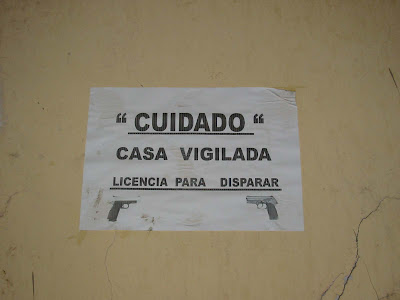 “ CUIDADO “
CASA VIGILADA
LICENCIA PARA DISPARAR